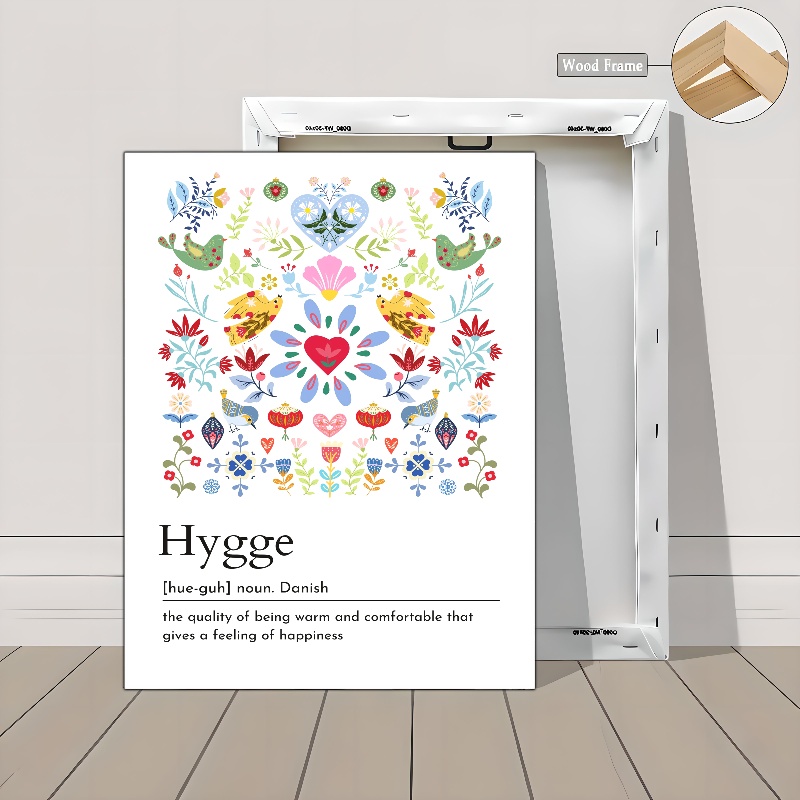 Wood Frame
Hygge
[hue-guh] noun. Danish
the quality of being warm and comfortable that
gives a feeling of happiness